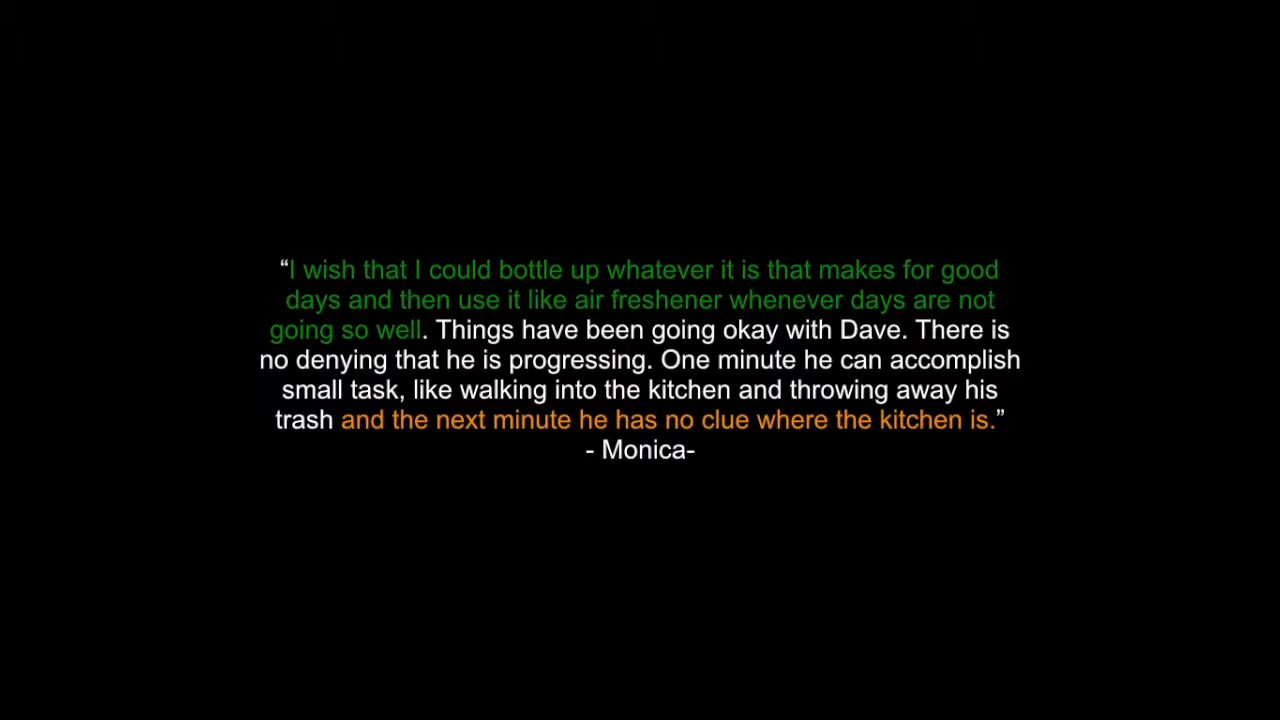 “I wish that I could bottle up whatever it is that makes for good
days and then use it like air freshener whenever days are not
going so well. Things have been going okay with Dave. There is
no denying that he is progressing. One minute he can accomplish
small task, like walking into the kitchen and throwing away his
trash and the next minute he has no clue where the kitchen is.”
- Monica-